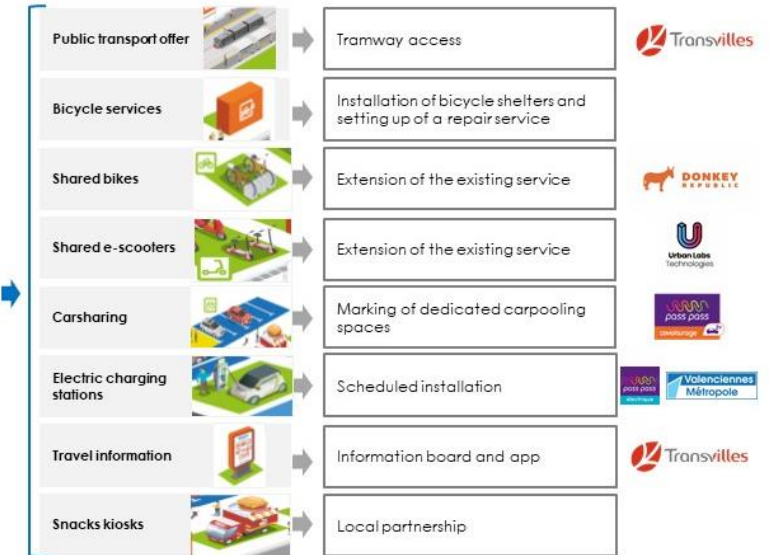 Public transport offer
Tramway access
Transvilles
Bicycle services
Installation of bicycle shelters and
setting up of a repair service
Shared bikes
Extension of the existing service
DONKEY
REPUBLIC
Shared e-scooters
Extension of the existing service
Urban Labs
Technologies
Carsharing
Marking of dedicated carpooling
spaces
pass pass
covoiturage
Electric charging
stations
Scheduled installation
pass pass
électrique
Valenciennes
Métropole
Travel information
Information board and app
Transvilles
Snacks kiosks
Local partnership